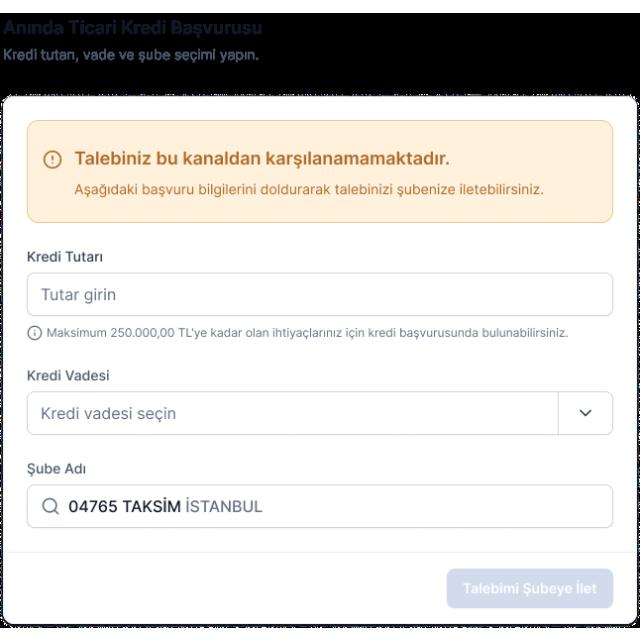 Anında Ticari Kredi Başvurusu
Kredi tutarı, vade ve şube seçimi yapın.
Talebiniz bu kanaldan karşılanamamaktadır.
Aşağıdaki başvuru bilgilerini doldurarak talebinizi şubenize iletebilirsiniz.
Kredi Tutarı
Tutar girin
Maksimum 250.000,00 TL'ye kadar olan ihtiyaçlarınız için kredi başvurusunda bulunabilirsiniz.
Kredi Vadesi
Kredi vadesi seçin
Şube Adı
04765 TAKSİM İSTANBUL
Talebimi Şubeye İlet